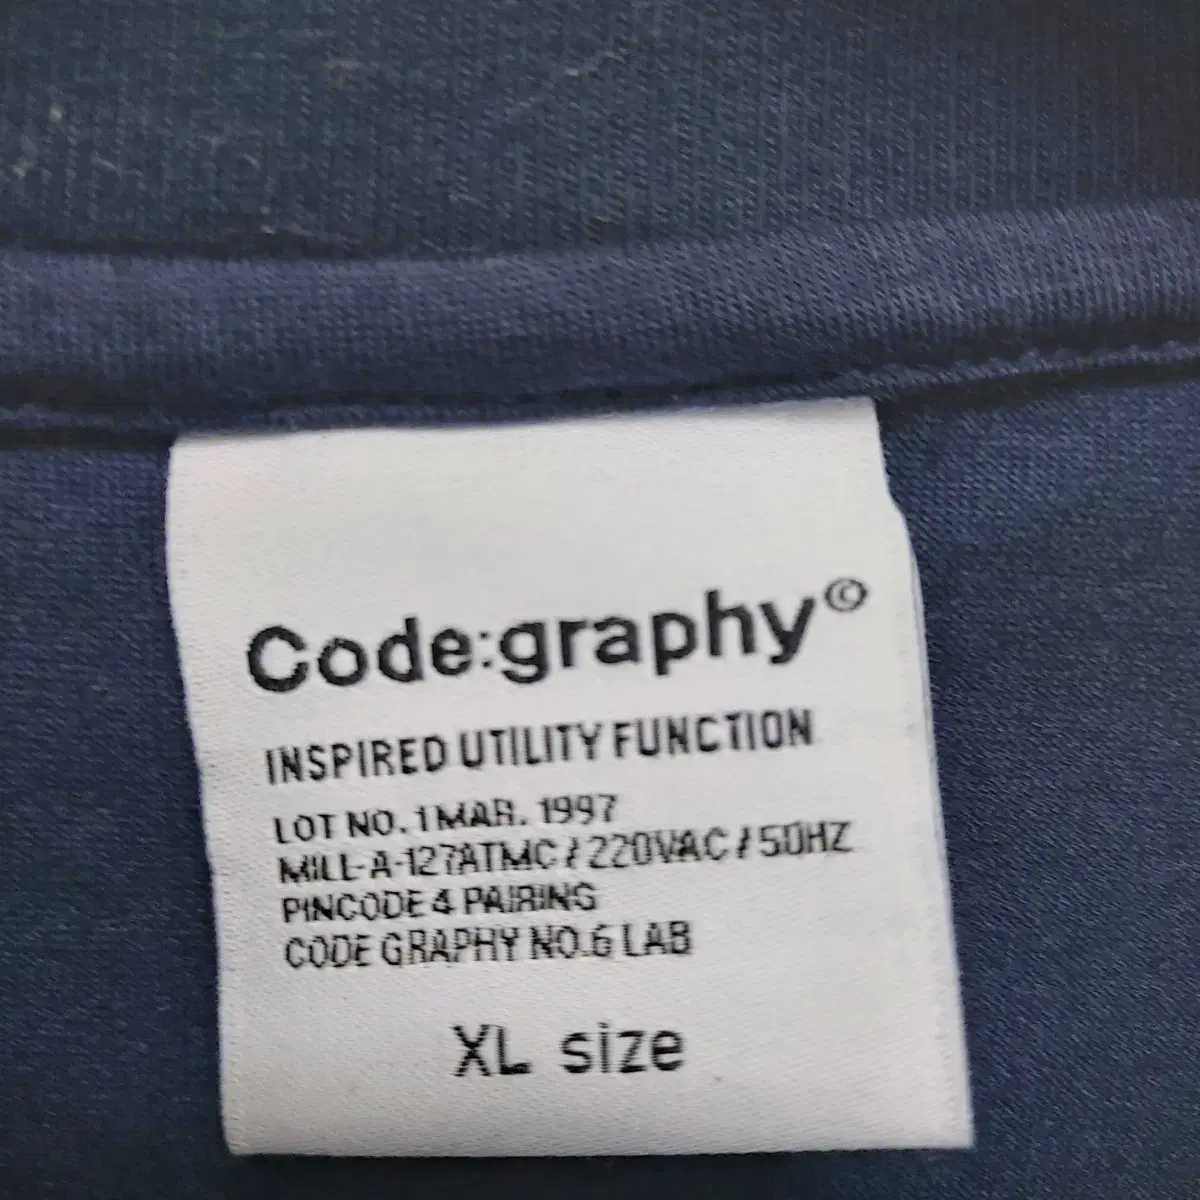 Code:graphy©
INSPIRED UTILITY FUNCTION
LOT NO. 1 MAR. 1997
MILL-A-127ATMC / 220VAC / 50HZ
PINCODE 4 PAIRING
CODE GRAPHY NO.6 LAB
XL size